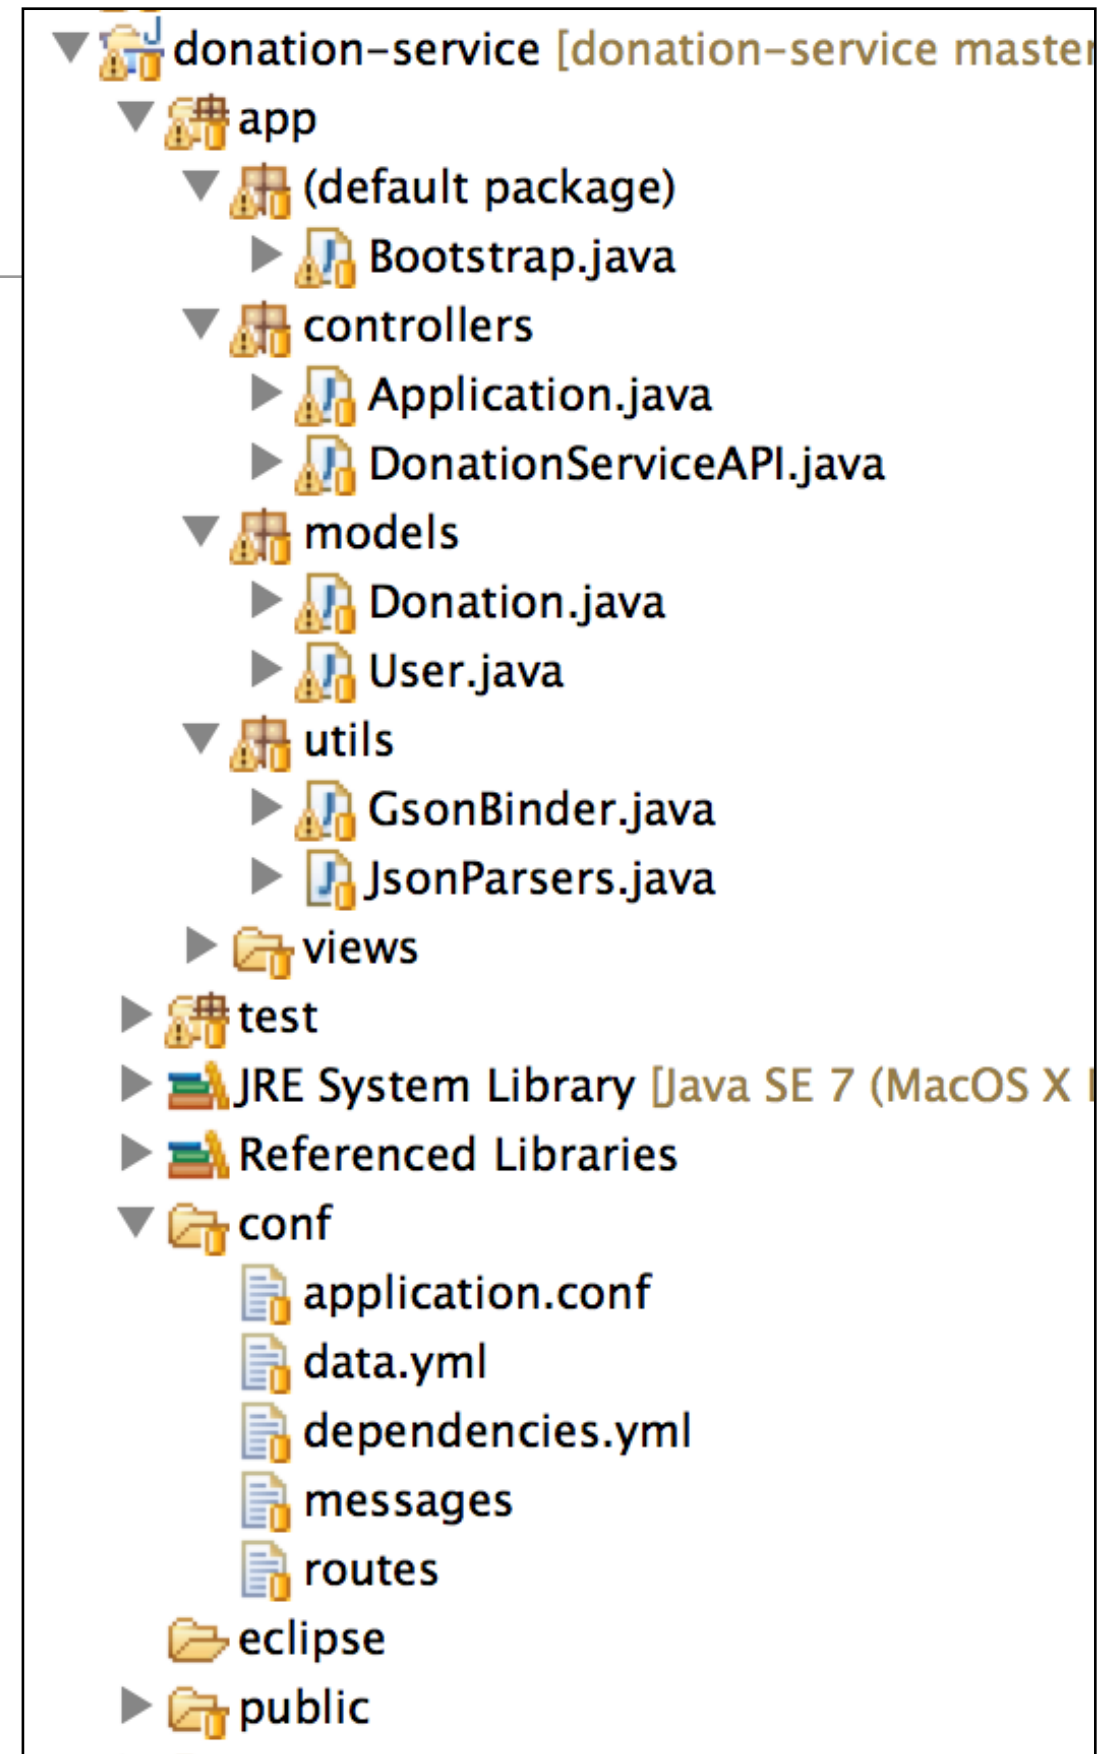 donation-service [donation-service master
app
(default package)
Bootstrap.java
controllers
Application.java
DonationServiceAPI.java
models
Donation.java
User.java
utils
GsonBinder.java
JsonParsers.java
views
test
JRE System Library [Java SE 7 (MacOS X
Referenced Libraries
conf
application.conf
data.yml
dependencies.yml
messages
routes
eclipse
public